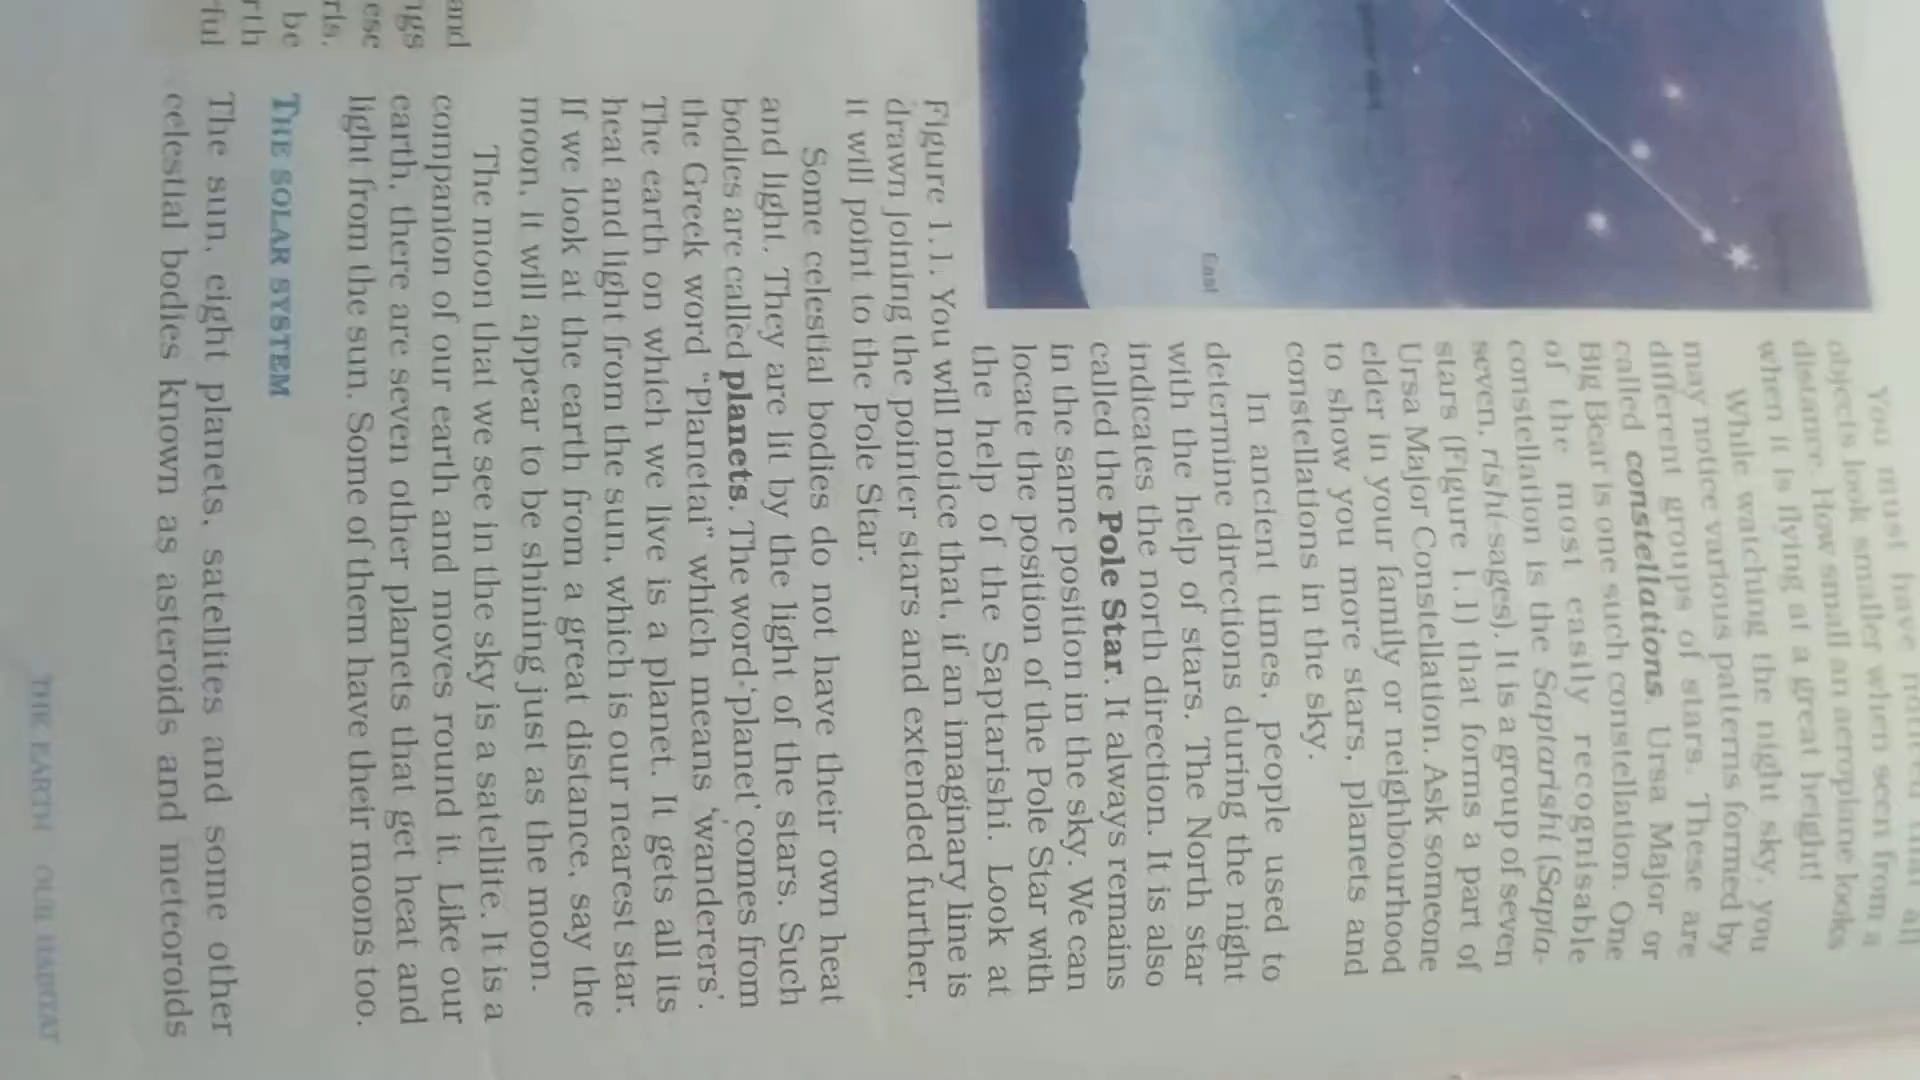 You must have noticed that all
objects look smaller when seen from a
distance. How small an aeroplane looks
when it is flying at a great height!
While watching the night sky, you
may notice various patterns formed by
different groups of stars. These are
called constellations. Ursa Major or
Big Bear is one such constellation. One
of the most easily recognisable
constellation is the Saptarishi (Sapta-
seven, rishi-sages). It is a group of seven
stars (Figure 1.1) that forms a part of
Ursa Major Constellation. Ask someone
elder in your family or neighbourhood
to show you more stars, planets and
constellations in the sky.
In ancient times, people used to
determine directions during the night
with the help of stars. The North star
indicates the north direction. It is also
called the Pole Star. It always remains
in the same position in the sky. We can
locate the position of the Pole Star with
the help of the Saptarishi. Look at
Figure 1.1. You will notice that, if an imaginary line is
drawn joining the pointer stars and extended further,
it will point to the Pole Star.
Some celestial bodies do not have their own heat
and light. They are lit by the light of the stars. Such
bodies are called planets. The word ‘planet’ comes from
the Greek word “Planetai” which means ‘wanderers’.
The earth on which we live is a planet. It gets all its
heat and light from the sun, which is our nearest star.
If we look at the earth from a great distance, say the
moon, it will appear to be shining just as the moon.
The moon that we see in the sky is a satellite. It is a
companion of our earth and moves round it. Like our
earth, there are seven other planets that get heat and
light from the sun. Some of them have their moons too.
THE SOLAR SYSTEM
The sun, eight planets, satellites and some other
celestial bodies known as asteroids and meteoroids
THE EARTH OUR HABITAT
East
and
ngs
ese
rls.
be
rth
rful